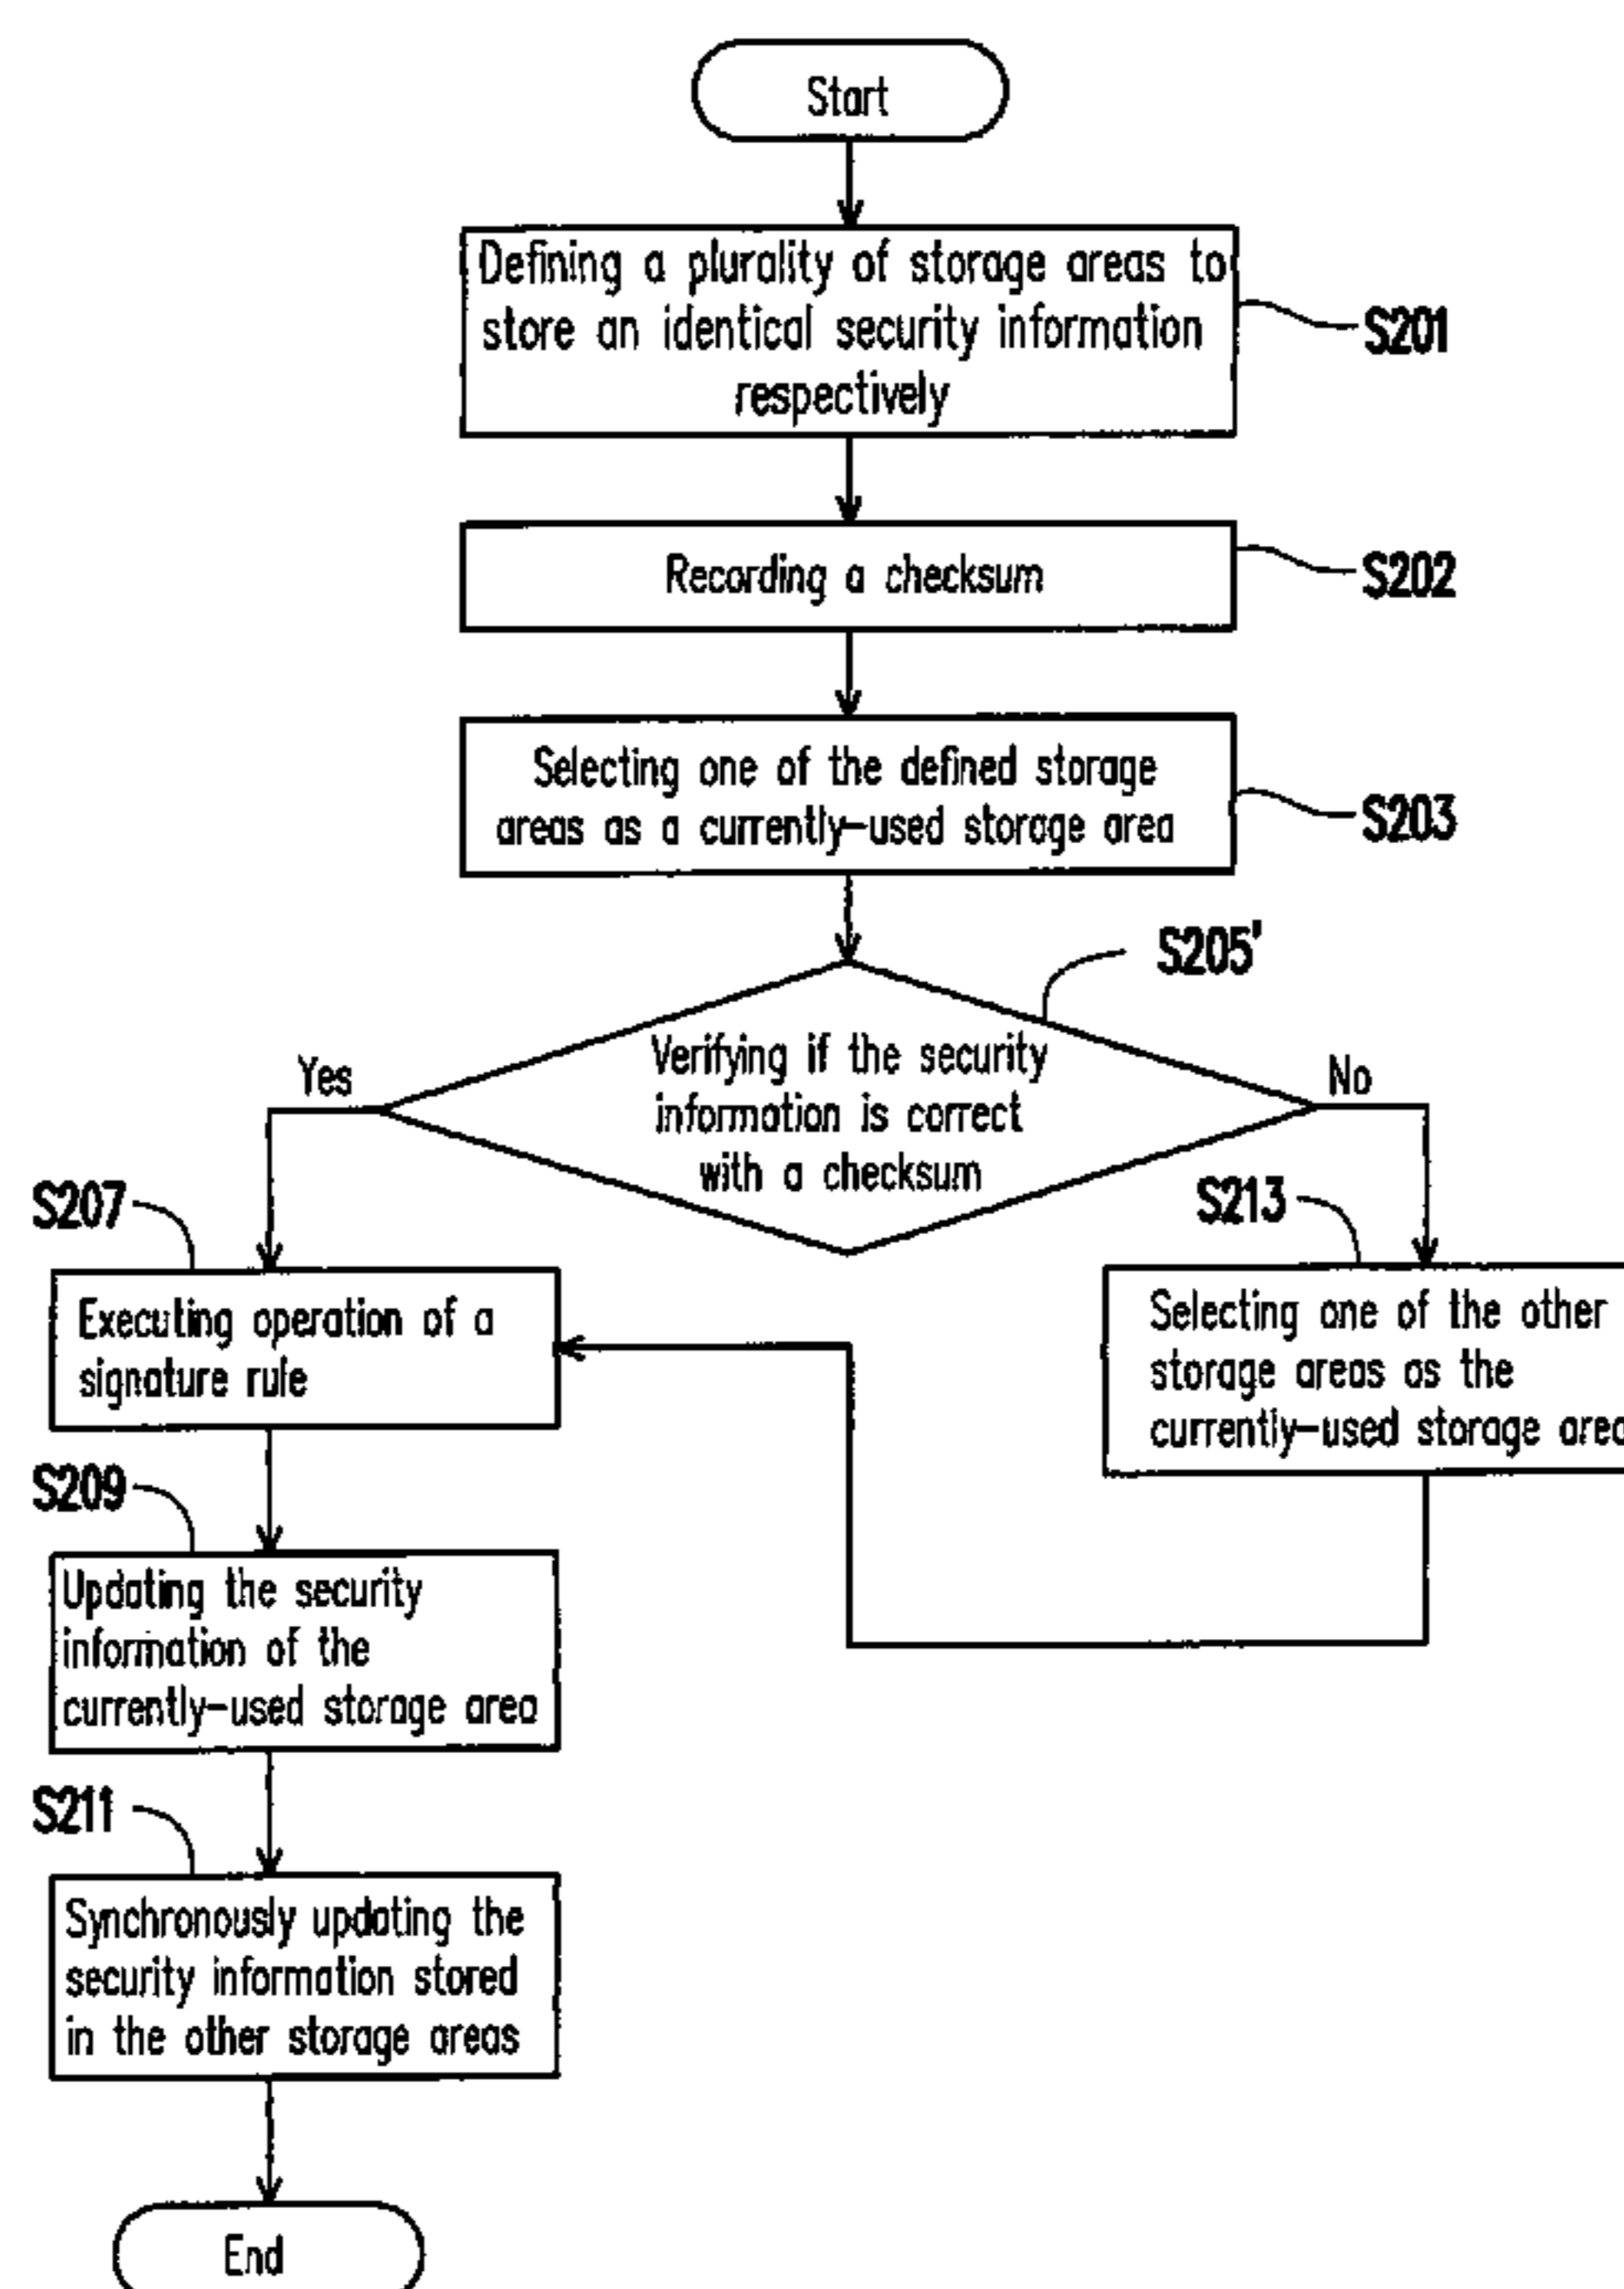 Start
Defining a plurality of storage areas to
store an identical security information
respectively
S201
Recording a checksum
S202
Selecting one of the defined storage
areas as a currently-used storage area
S203
S205'
Verifying if the security
information is correct
with a checksum
Yes
No
S207
S213
Executing operation of a
signature rule
Selecting one of the other
storage areas as the
currently-used storage area
S209
Updating the security
information of the
currently-used storage area
S211
Synchronously updating the
security information stored
in the other storage areas
End